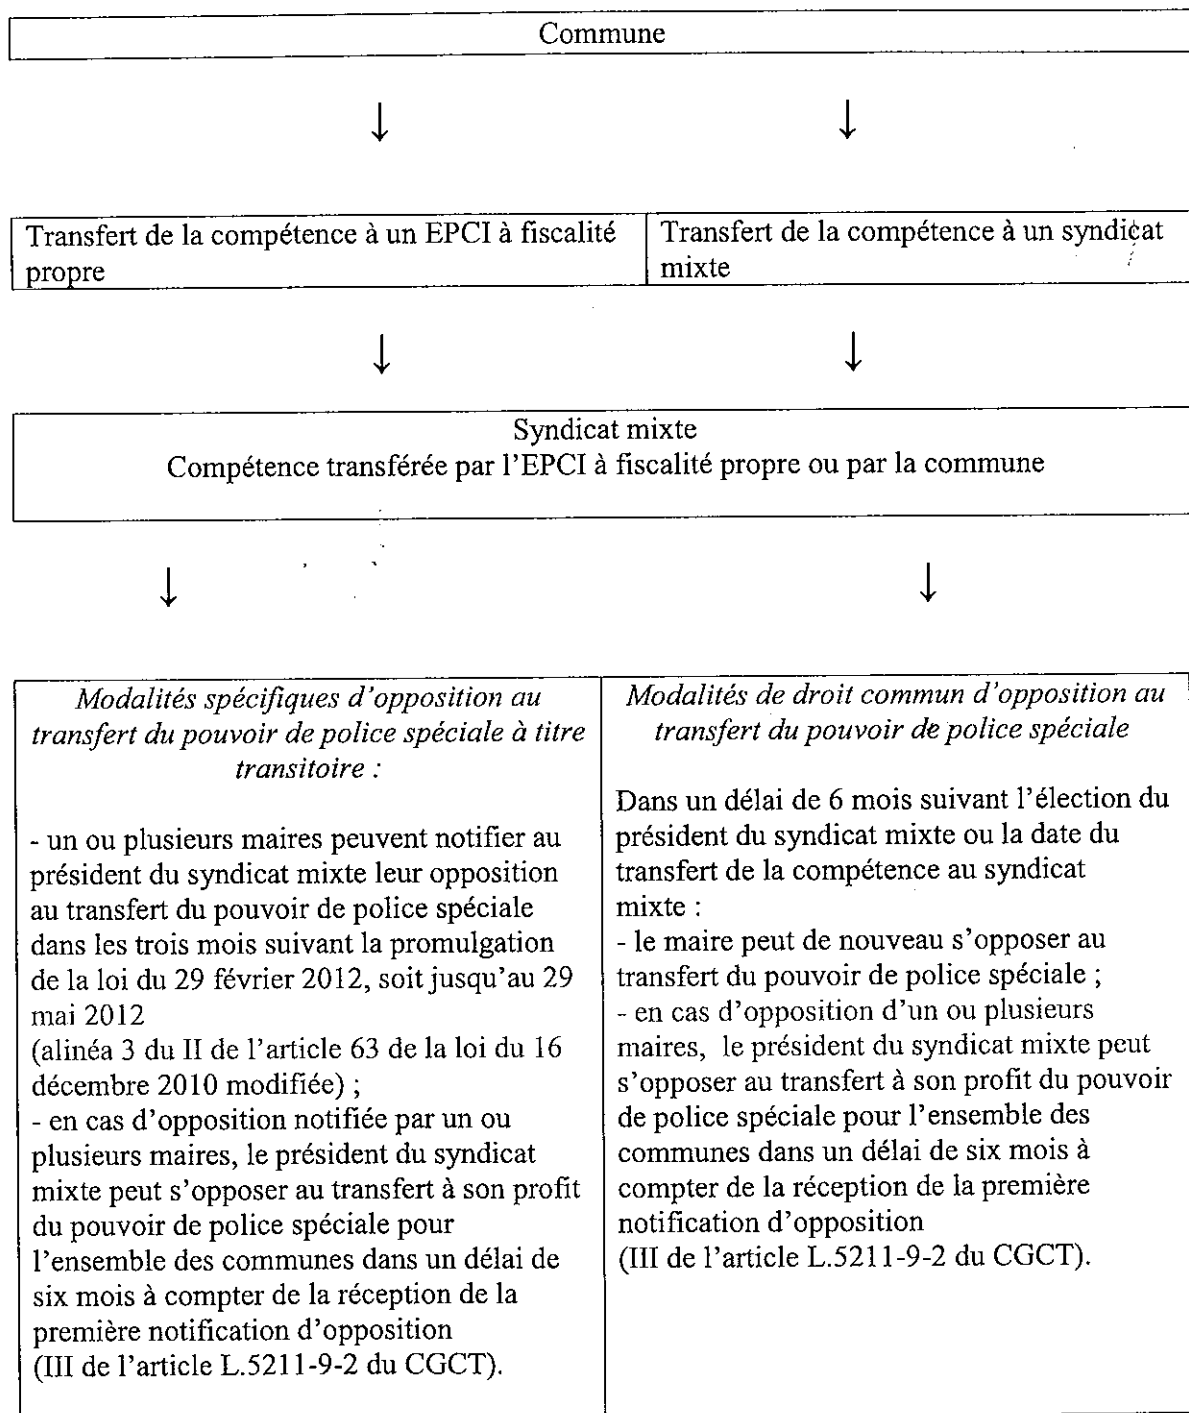 Commune
↓ ↓
Transfert de la compétence à un EPCI à fiscalité
propre
Transfert de la compétence à un syndicat
mixte
↓ ↓
Syndicat mixte
Compétence transférée par l'EPCI à fiscalité propre ou par la commune
↓ ↓
Modalités spécifiques d'opposition au
transfert du pouvoir de police spéciale à titre
transitoire :
- un ou plusieurs maires peuvent notifier au
président du syndicat mixte leur opposition
au transfert du pouvoir de police spéciale
dans les trois mois suivant la promulgation
de la loi du 29 février 2012, soit jusqu'au 29
mai 2012
(alinéa 3 du II de l'article 63 de la loi du 16
décembre 2010 modifiée) ;
- en cas d'opposition notifiée par un ou
plusieurs maires, le président du syndicat
mixte peut s'opposer au transfert à son profit
du pouvoir de police spéciale pour
l'ensemble des communes dans un délai de
six mois à compter de la réception de la
première notification d'opposition
(III de l'article L.5211-9-2 du CGCT).
Modalités de droit commun d'opposition au
transfert du pouvoir de police spéciale
Dans un délai de 6 mois suivant l'élection du
président du syndicat mixte ou la date du
transfert de la compétence au syndicat
mixte :
- le maire peut de nouveau s'opposer au
transfert du pouvoir de police spéciale ;
- en cas d'opposition d'un ou plusieurs
maires, le président du syndicat mixte peut
s'opposer au transfert à son profit du pouvoir
de police spéciale pour l'ensemble des
communes dans un délai de six mois à
compter de la réception de la première
notification d'opposition
(III de l'article L.5211-9-2 du CGCT).